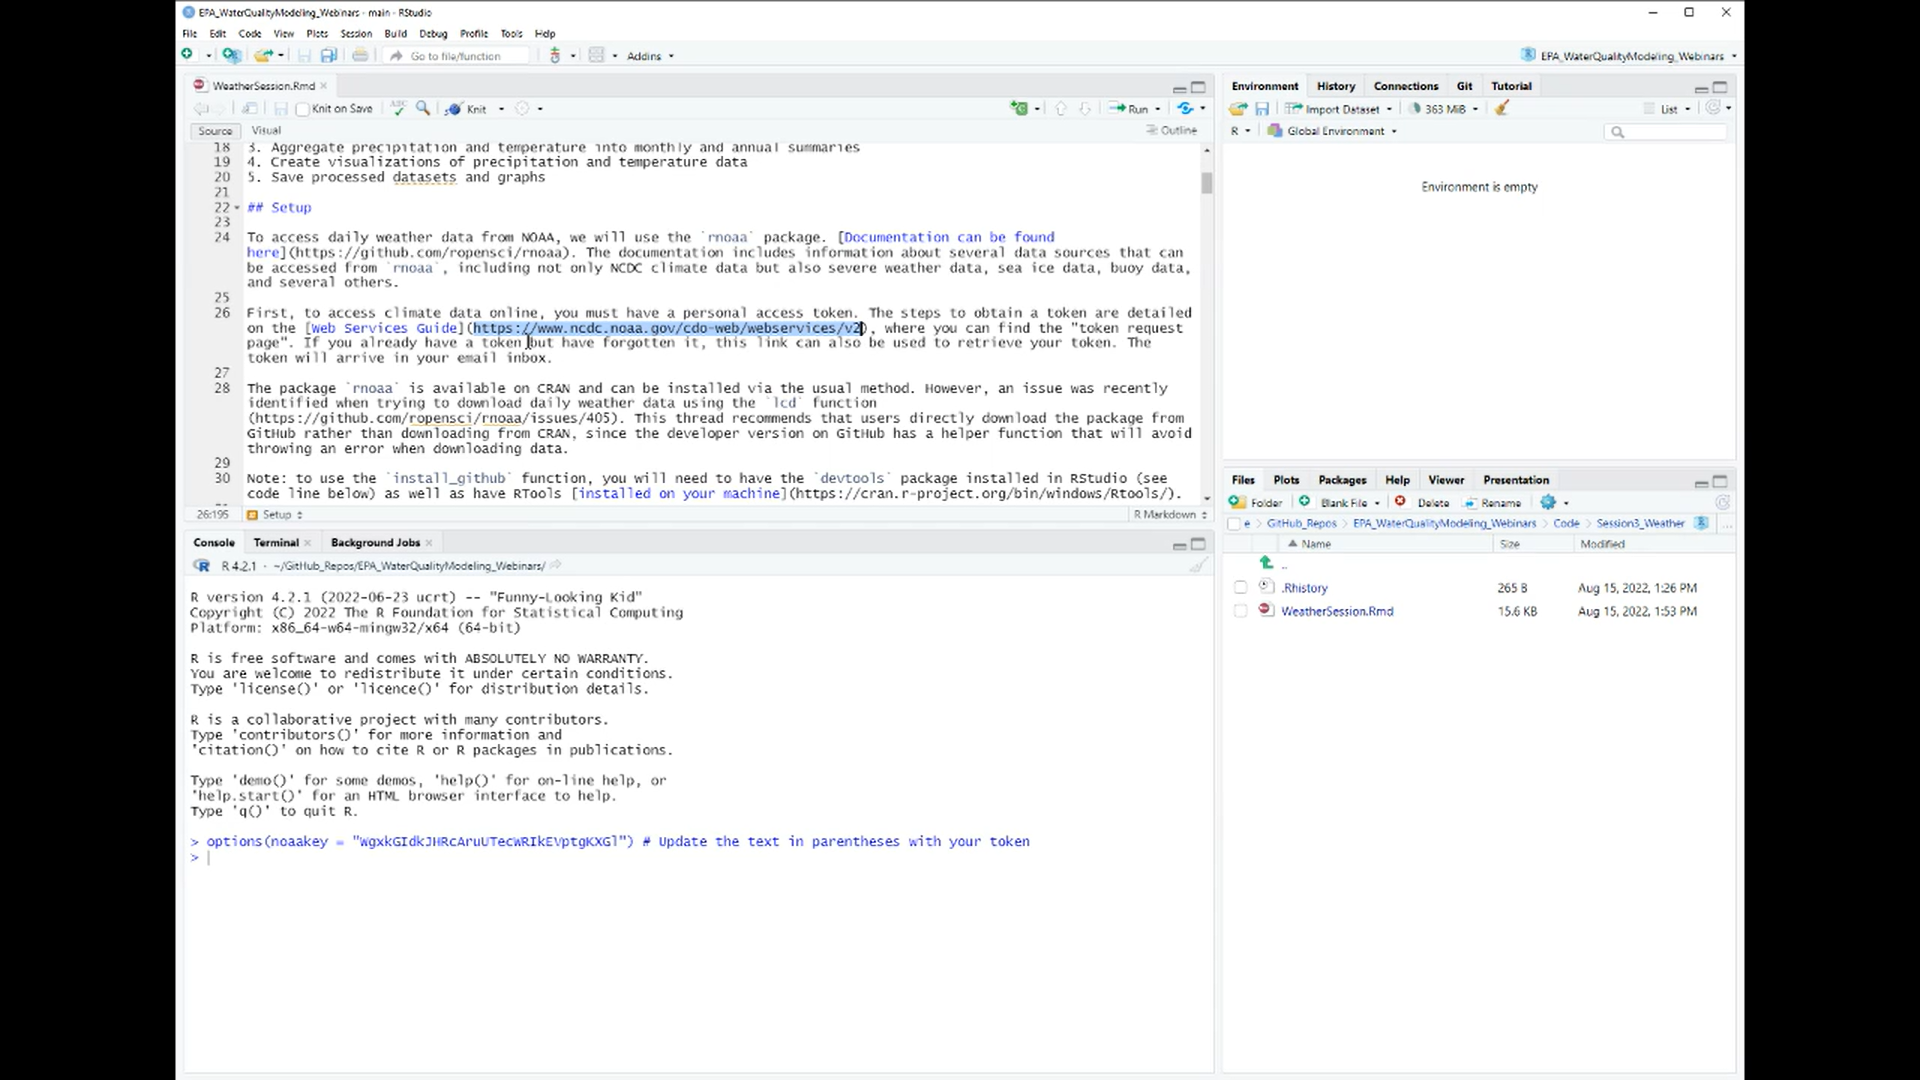 EPA_WaterQualityModeling_Webinars - main - RStudio
File Edit Code View Plots Session Build Debug Profile Tools Help
Go to file/function Addins EPA_WaterQualityModeling_Webinars
WeatherSession.Rmd
Knit on Save ABC Knit Run
Source Visual Outline
18 3. Aggregate precipitation and temperature into monthly and annual summaries
19 4. Create visualizations of precipitation and temperature data
20 5. Save processed datasets and graphs
21
22 ## Setup
23
24 To access daily weather data from NOAA, we will use the `rnoaa` package. [Documentation can be found
here](https://github.com/ropensci/rnoaa). The documentation includes information about several data sources that can
be accessed from `rnoaa`, including not only NCDC climate data but also severe weather data, sea ice data, buoy data,
and several others.
25
26 First, to access climate data online, you must have a personal access token. The steps to obtain a token are detailed
on the [Web Services Guide](https://www.ncdc.noaa.gov/cdo-web/webservices/v2), where you can find the "token request
page". If you already have a token but have forgotten it, this link can also be used to retrieve your token. The
token will arrive in your email inbox.
27
28 The package `rnoaa` is available on CRAN and can be installed via the usual method. However, an issue was recently
identified when trying to download daily weather data using the `lcd` function
(https://github.com/ropensci/rnoaa/issues/405). This thread recommends that users directly download the package from
GitHub rather than downloading from CRAN, since the developer version on GitHub has a helper function that will avoid
throwing an error when downloading data.
29
30 Note: to use the `install_github` function, you will need to have the `devtools` package installed in RStudio (see
code line below) as well as have RTools [installed on your machine](https://cran.r-project.org/bin/windows/Rtools/).
26:195 Setup R Markdown
Console Terminal Background Jobs
R 4.2.1 · ~/GitHub_Repos/EPA_WaterQualityModeling_Webinars/
R version 4.2.1 (2022-06-23 ucrt) -- "Funny-Looking Kid"
Copyright (C) 2022 The R Foundation for Statistical Computing
Platform: x86_64-w64-mingw32/x64 (64-bit)
R is free software and comes with ABSOLUTELY NO WARRANTY.
You are welcome to redistribute it under certain conditions.
Type 'license()' or 'licence()' for distribution details.
R is a collaborative project with many contributors.
Type 'contributors()' for more information and
'citation()' on how to cite R or R packages in publications.
Type 'demo()' for some demos, 'help()' for on-line help, or
'help.start()' for an HTML browser interface to help.
Type 'q()' to quit R.
> options(noaakey = "WgxkGIdkJHRcAruUTecWRIkEVptgKXGl") # Update the text in parentheses with your token
>
Environment History Connections Git Tutorial
Import Dataset 363 MiB List
R Global Environment
Environment is empty
Files Plots Packages Help Viewer Presentation
Folder Blank File Delete Rename
e > GitHub_Repos > EPA_WaterQualityModeling_Webinars > Code > Session3_Weather ...
Name Size Modified
..
.Rhistory 265 B Aug 15, 2022, 1:26 PM
WeatherSession.Rmd 15.6 KB Aug 15, 2022, 1:53 PM